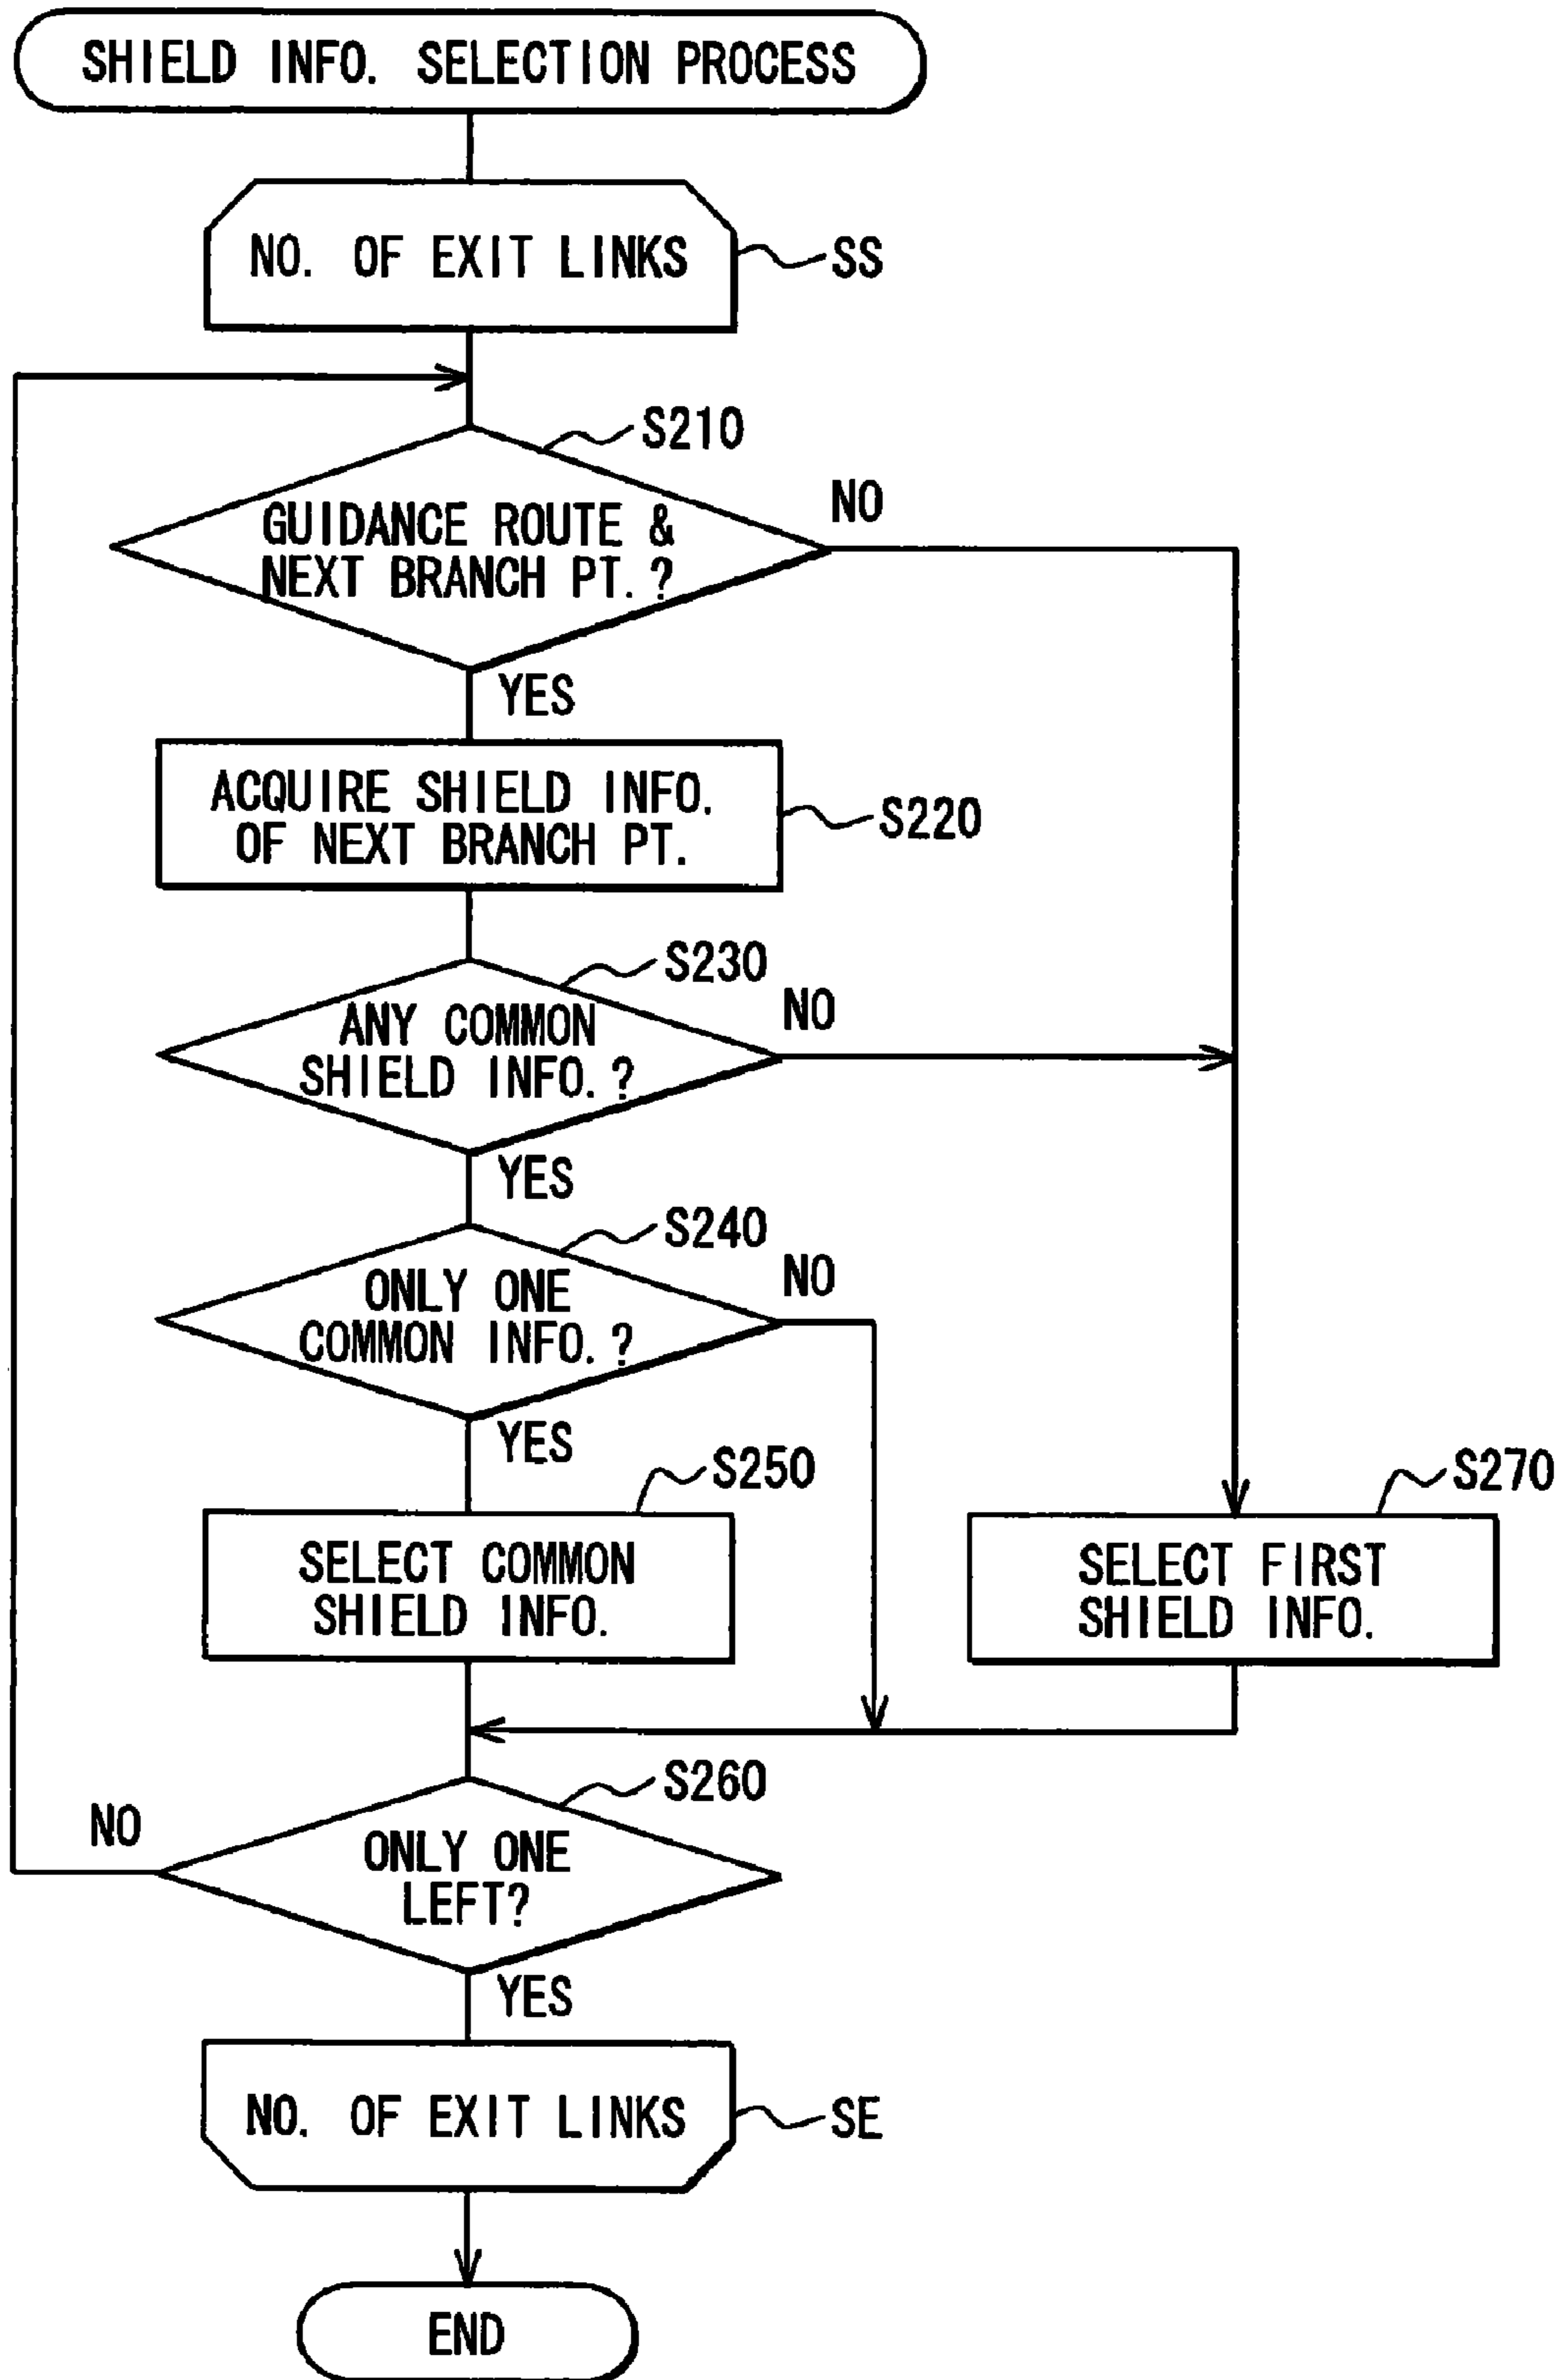 SHIELD INFO. SELECTION PROCESS
NO. OF EXIT LINKS
SS
S210
GUIDANCE ROUTE &
NEXT BRANCH PT.?
NO
YES
ACQUIRE SHIELD INFO.
OF NEXT BRANCH PT.
S220
S230
ANY COMMON
SHIELD INFO.?
NO
YES
S240
ONLY ONE
COMMON INFO.?
NO
YES
S250
SELECT COMMON
SHIELD INFO.
S270
SELECT FIRST
SHIELD INFO.
S260
ONLY ONE
LEFT?
NO
YES
NO. OF EXIT LINKS
SE
END